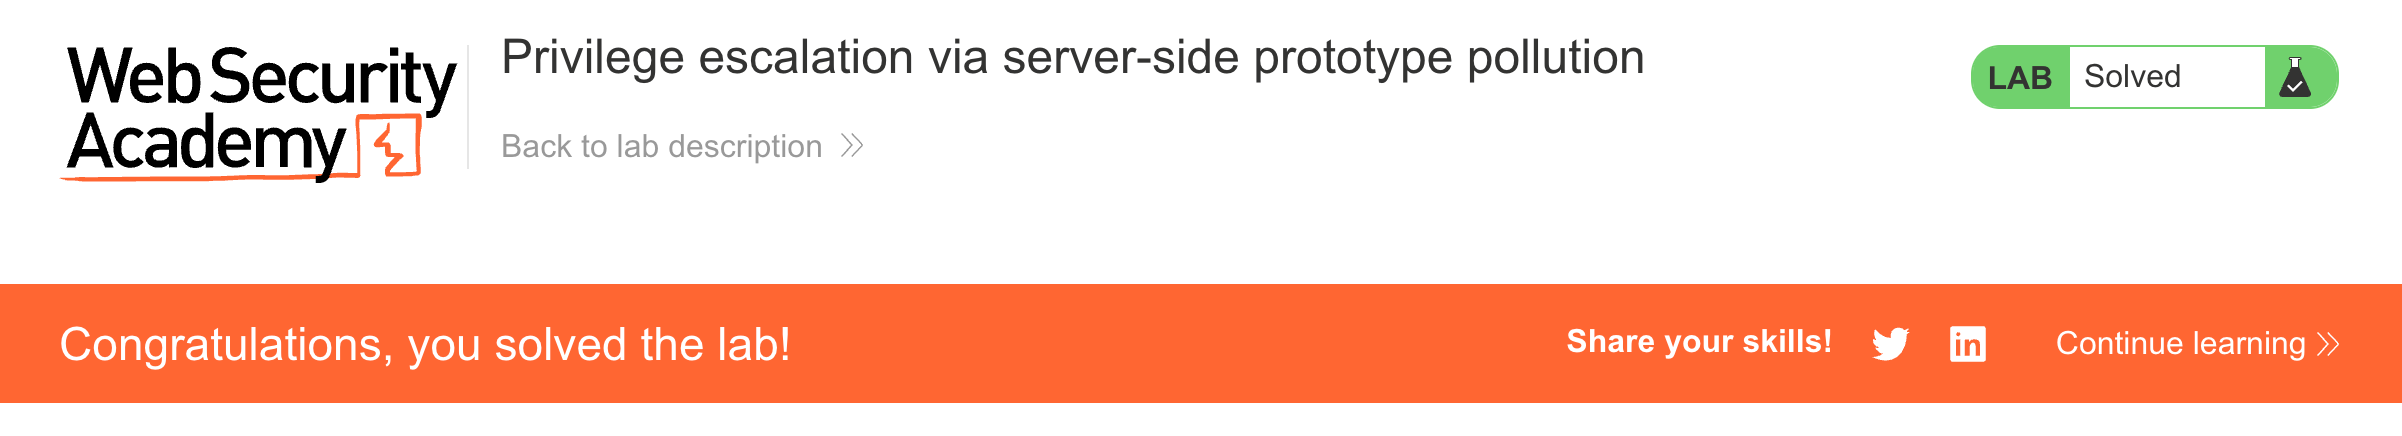 Web Security
Academy
Privilege escalation via server-side prototype pollution
Back to lab description
LAB Solved
Congratulations, you solved the lab!
Share your skills!
in
Continue learning